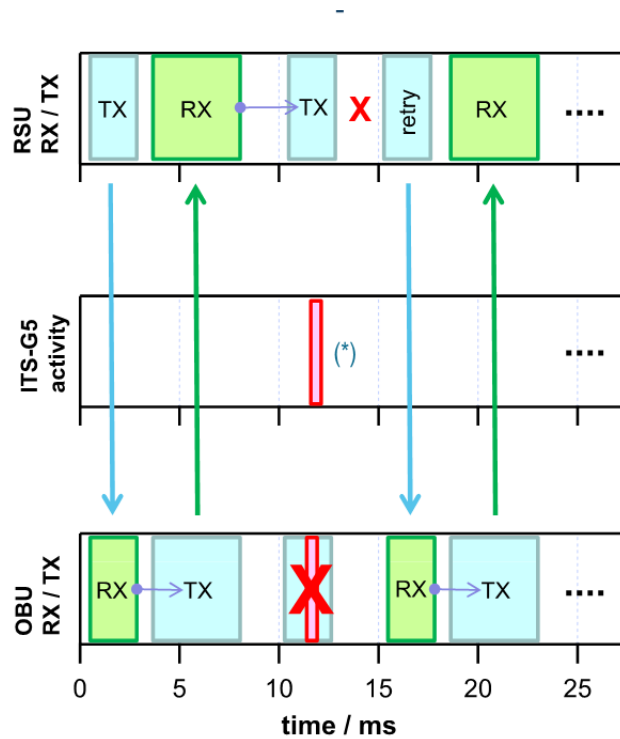 -
RSU
RX / TX
TX
RX
TX
X
retry
RX
....
ITS-G5
activity
(*)
....
OBU
RX / TX
RX
TX
X
RX
TX
....
0
5
10
15
20
25
time / ms